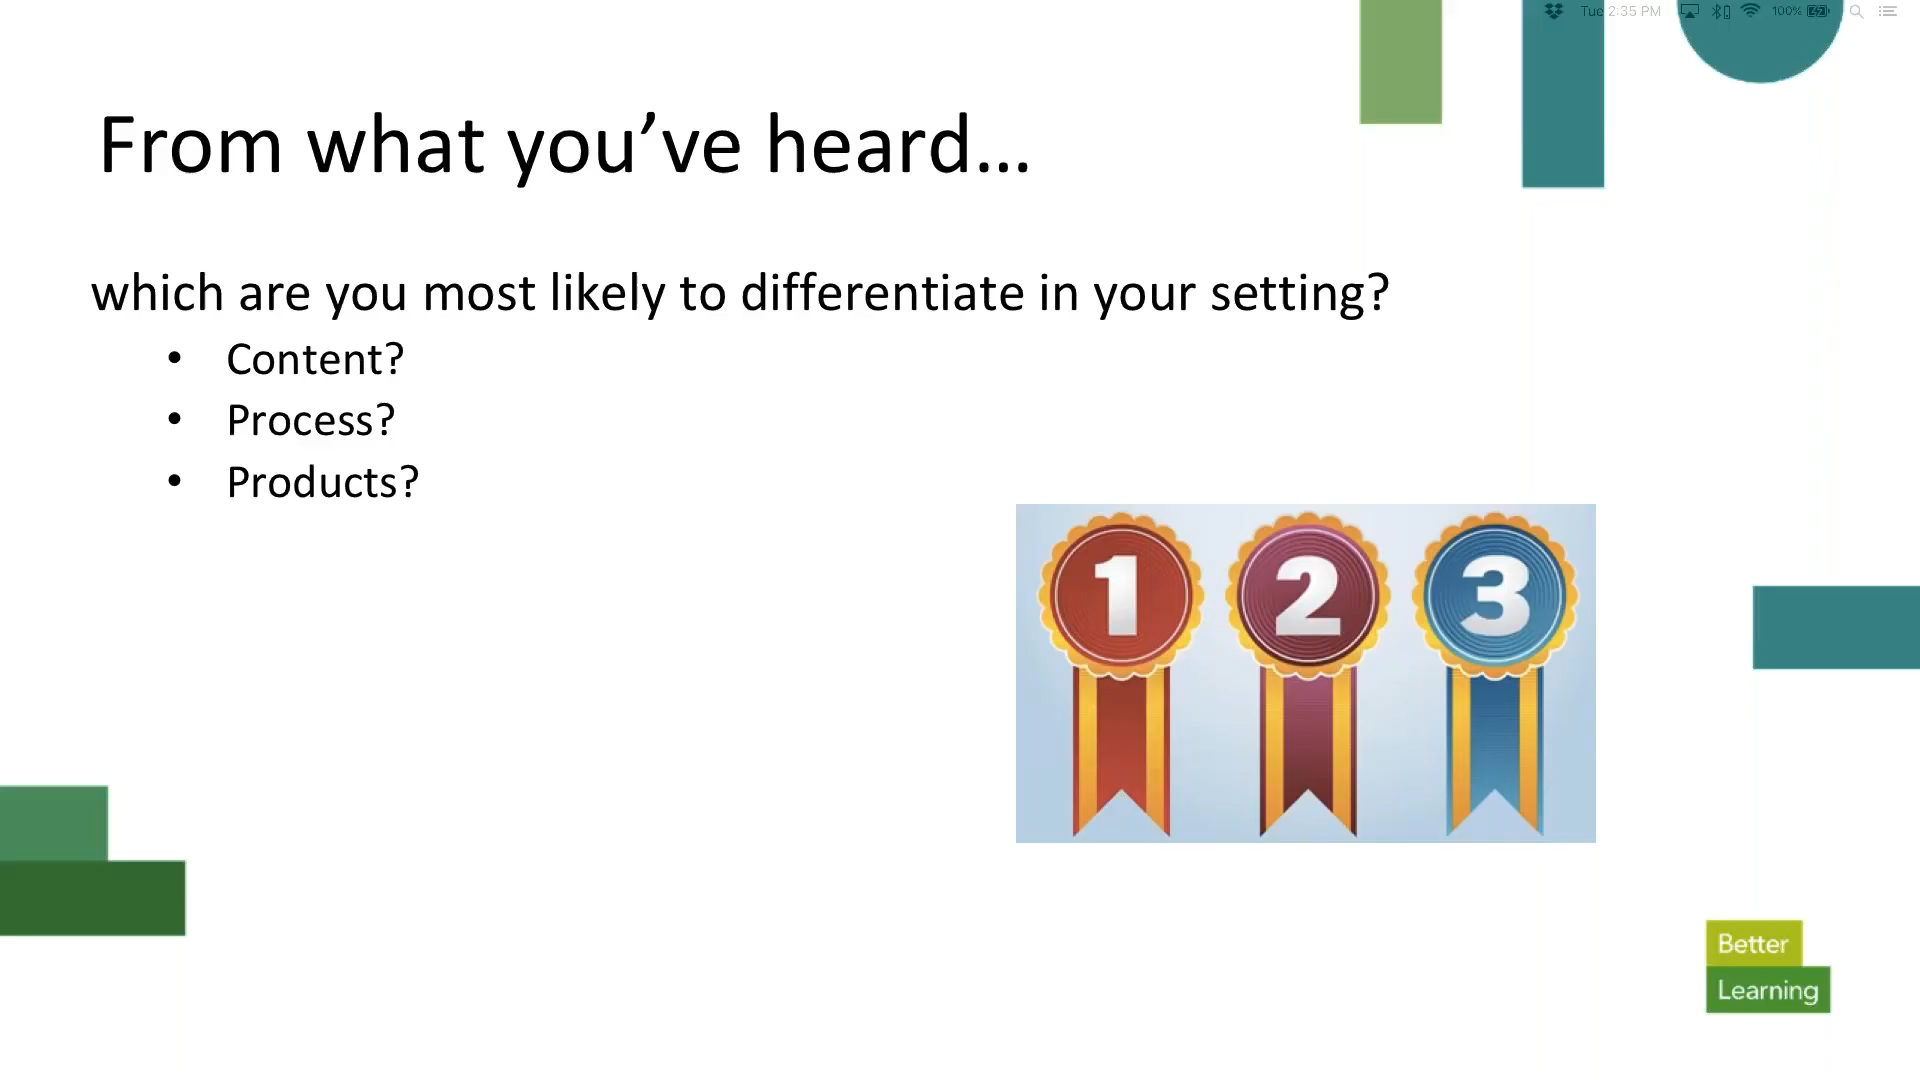 Tue 2:35 PM 100%
From what you’ve heard…
which are you most likely to differentiate in your setting?
• Content?
• Process?
• Products?
1 2 3
Better
Learning